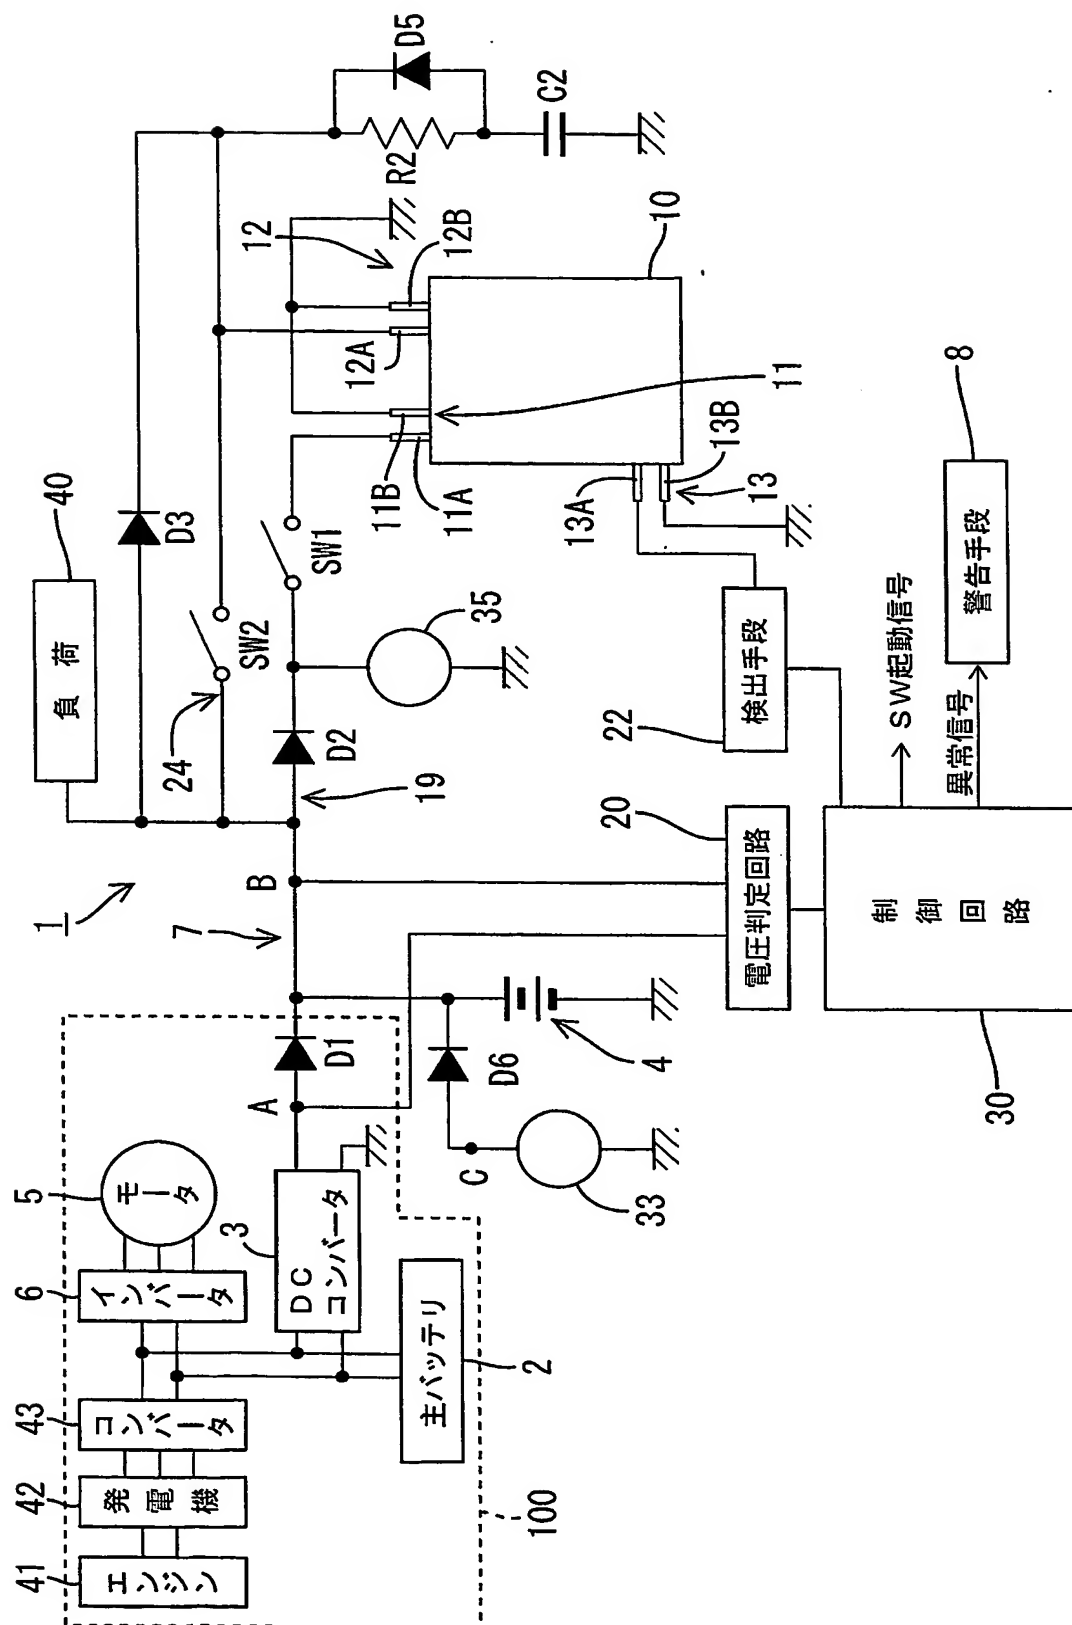 1
41
エンジン
42
発電機
43
コンバータ
6
インバータ
5
モータ
3
DC
コンバータ
主バッテリ
2
100
A
D1
7
B
C
D6
33
4
負荷
40
24
19
D2
D3
SW2
SW1
35
11A
11B
11
12
12A
12B
10
13A
13B
13
R2
D5
C2
検出手段
22
電圧判定回路
20
制御回路
30
SW起動信号
異常信号
警告手段
8